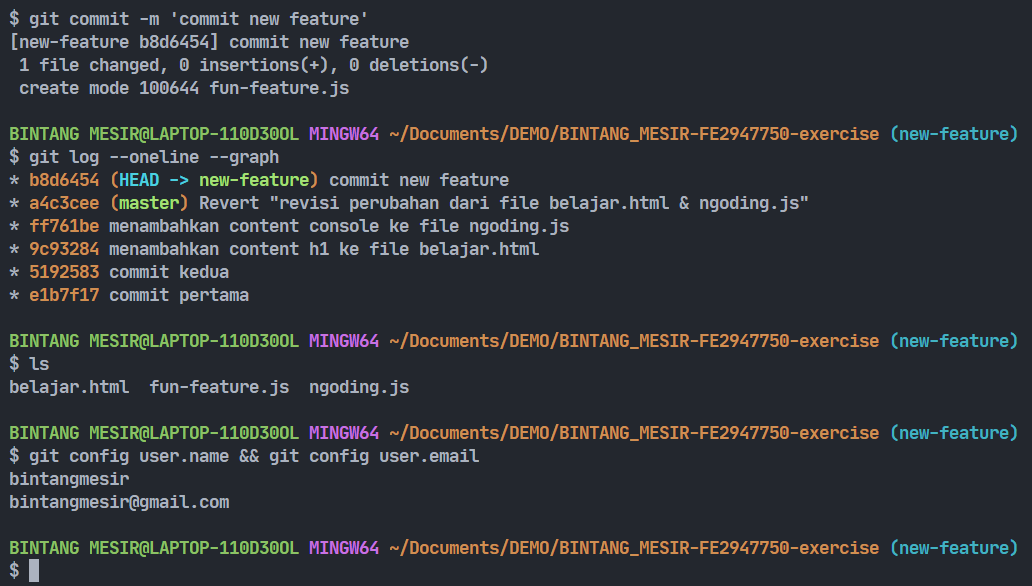 $ git commit -m 'commit new feature'
[new-feature b8d6454] commit new feature
 1 file changed, 0 insertions(+), 0 deletions(-)
 create mode 100644 fun-feature.js

BINTANG MESIR@LAPTOP-110D30OL MINGW64 ~/Documents/DEMO/BINTANG_MESIR-FE2947750-exercise (new-feature)
$ git log --oneline --graph
* b8d6454 (HEAD -> new-feature) commit new feature
* a4c3cee (master) Revert "revisi perubahan dari file belajar.html & ngoding.js"
* ff761be menambahkan content console ke file ngoding.js
* 9c93284 menambahkan content h1 ke file belajar.html
* 5192583 commit kedua
* e1b7f17 commit pertama

BINTANG MESIR@LAPTOP-110D30OL MINGW64 ~/Documents/DEMO/BINTANG_MESIR-FE2947750-exercise (new-feature)
$ ls
belajar.html  fun-feature.js  ngoding.js

BINTANG MESIR@LAPTOP-110D30OL MINGW64 ~/Documents/DEMO/BINTANG_MESIR-FE2947750-exercise (new-feature)
$ git config user.name && git config user.email
bintangmesir
bintangmesir@gmail.com

BINTANG MESIR@LAPTOP-110D30OL MINGW64 ~/Documents/DEMO/BINTANG_MESIR-FE2947750-exercise (new-feature)
$